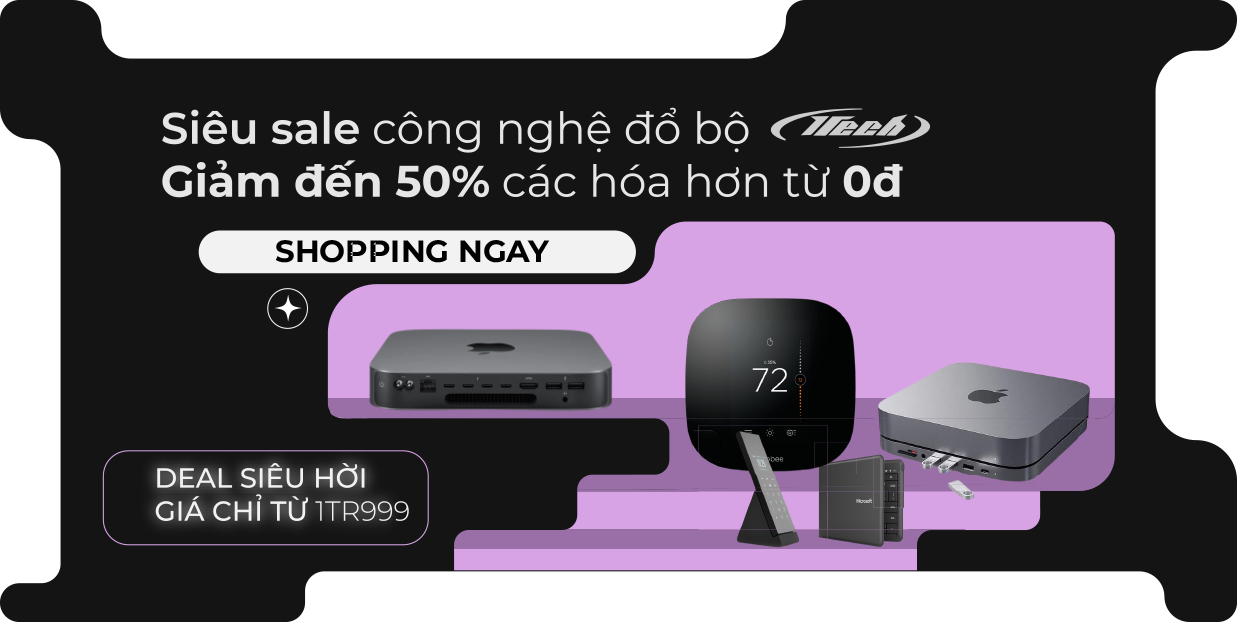 Siêu sale công nghệ đổ bộ 1Tech
Giảm đến 50% các hóa hơn từ 0đ
SHOPPING NGAY
72
Microsoft
DEAL SIÊU HỜI
GIÁ CHỈ TỪ 1TR999